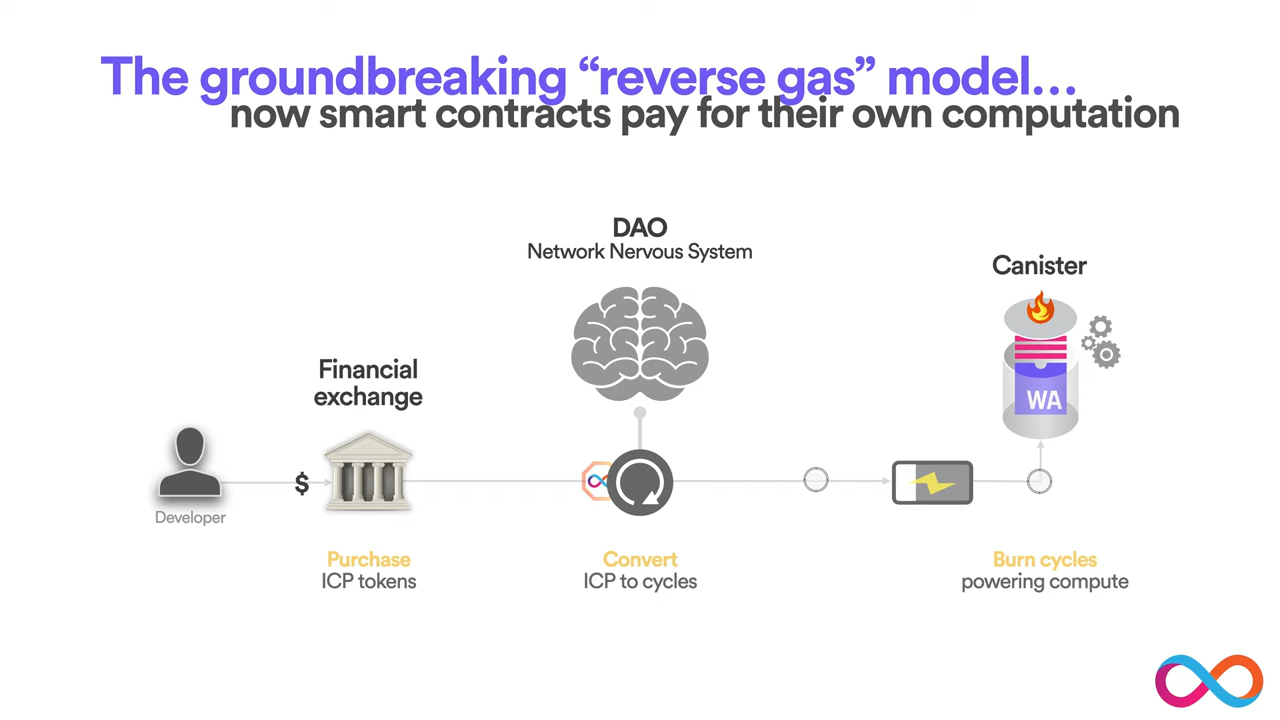 The groundbreaking “reverse gas” model…
now smart contracts pay for their own computation
DAO
Network Nervous System
Canister
WA
Financial
exchange
$
Developer
Purchase
ICP tokens
Convert
ICP to cycles
Burn cycles
powering compute